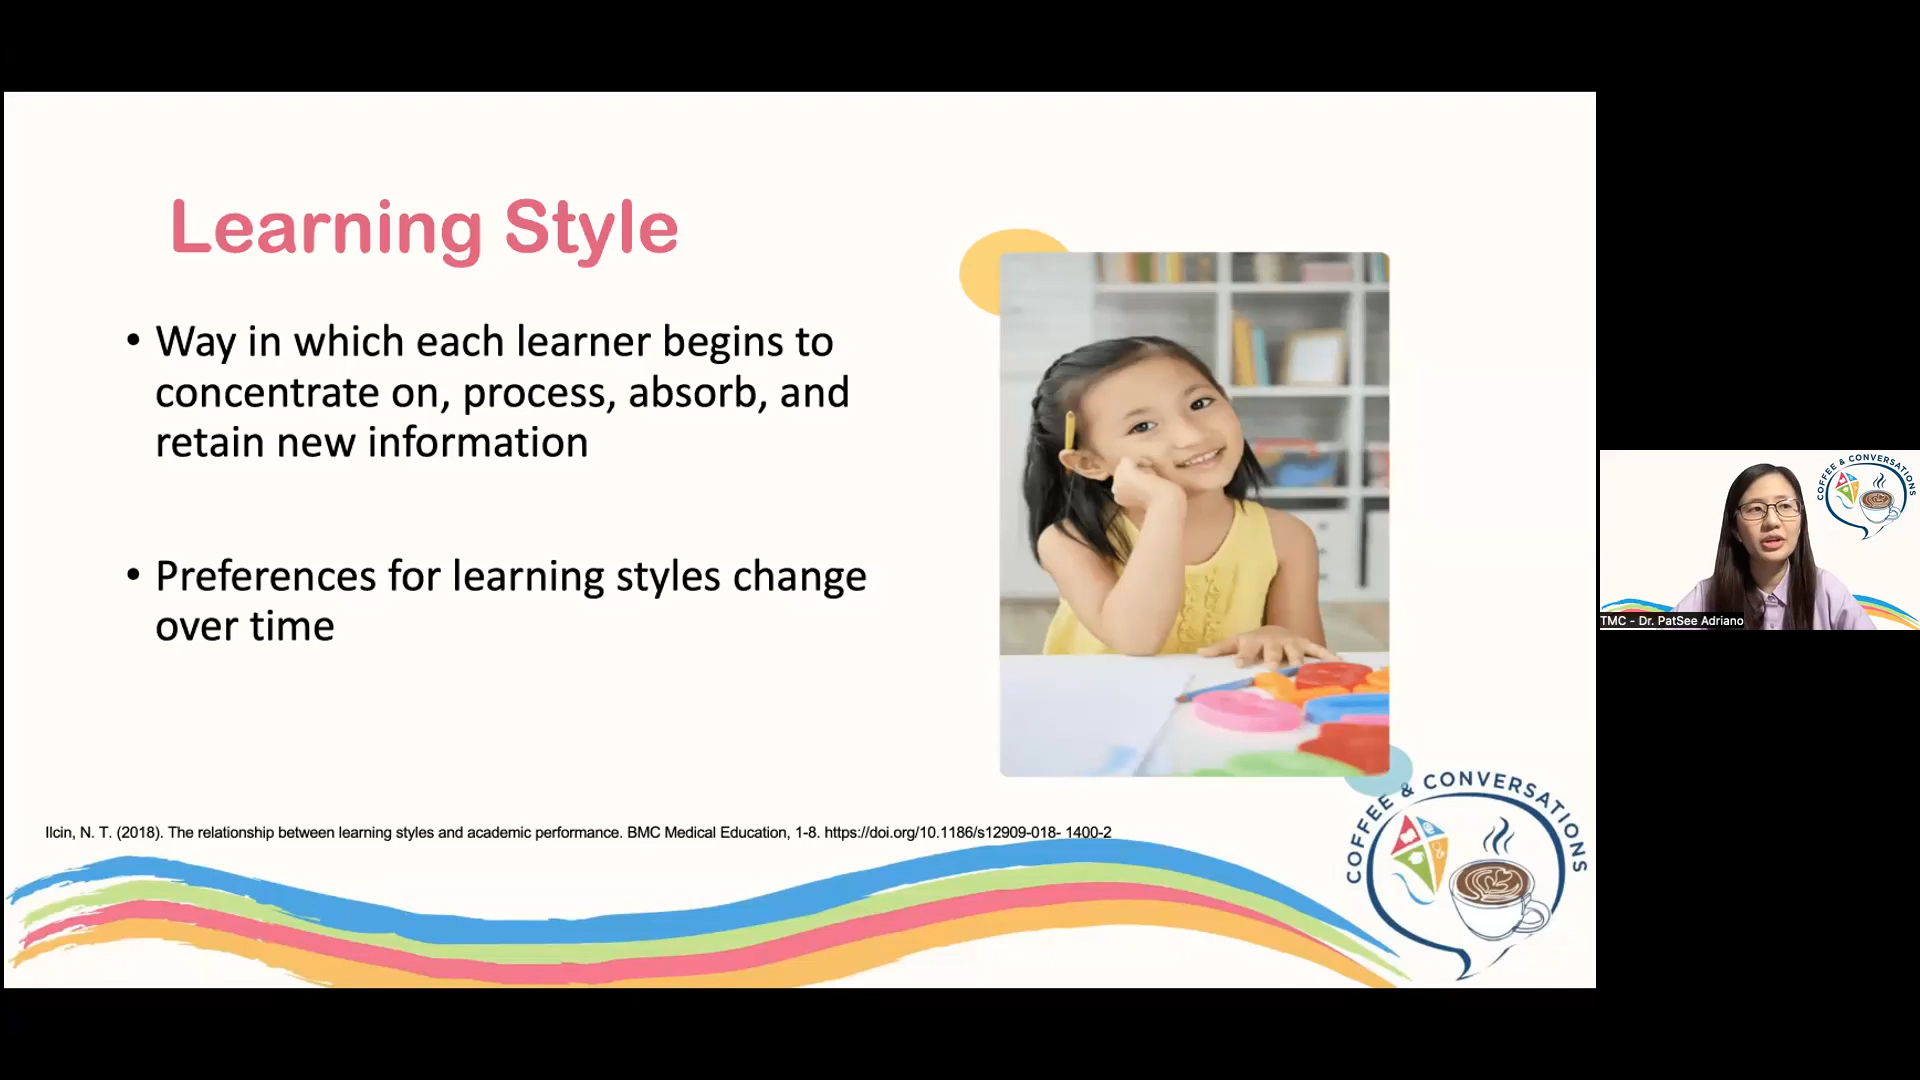 Learning Style
• Way in which each learner begins to
concentrate on, process, absorb, and
retain new information
• Preferences for learning styles change
over time
Ilcin, N. T. (2018). The relationship between learning styles and academic performance. BMC Medical Education, 1-8. https://doi.org/10.1186/s12909-018- 1400-2
COFFEE & CONVERSATIONS
COFFEE & CONVERSATIONS
TMC - Dr. PatSee Adriano